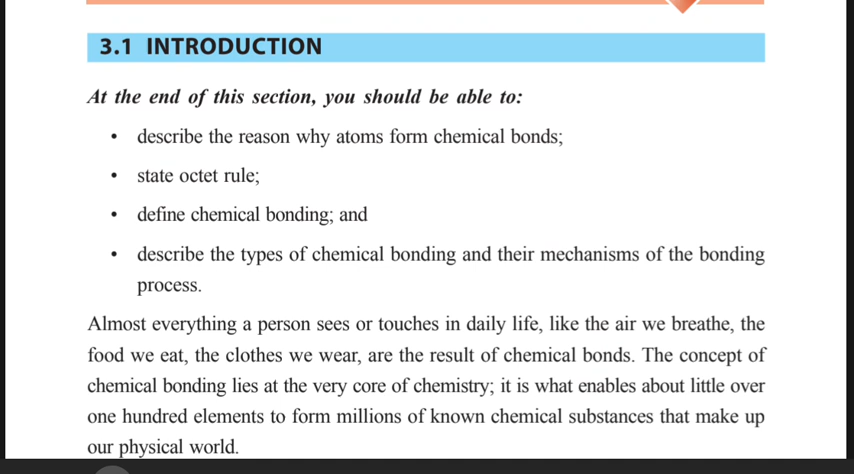 3.1 INTRODUCTION
At the end of this section, you should be able to:
• describe the reason why atoms form chemical bonds;
• state octet rule;
• define chemical bonding; and
• describe the types of chemical bonding and their mechanisms of the bonding
process.
Almost everything a person sees or touches in daily life, like the air we breathe, the
food we eat, the clothes we wear, are the result of chemical bonds. The concept of
chemical bonding lies at the very core of chemistry; it is what enables about little over
one hundred elements to form millions of known chemical substances that make up
our physical world.